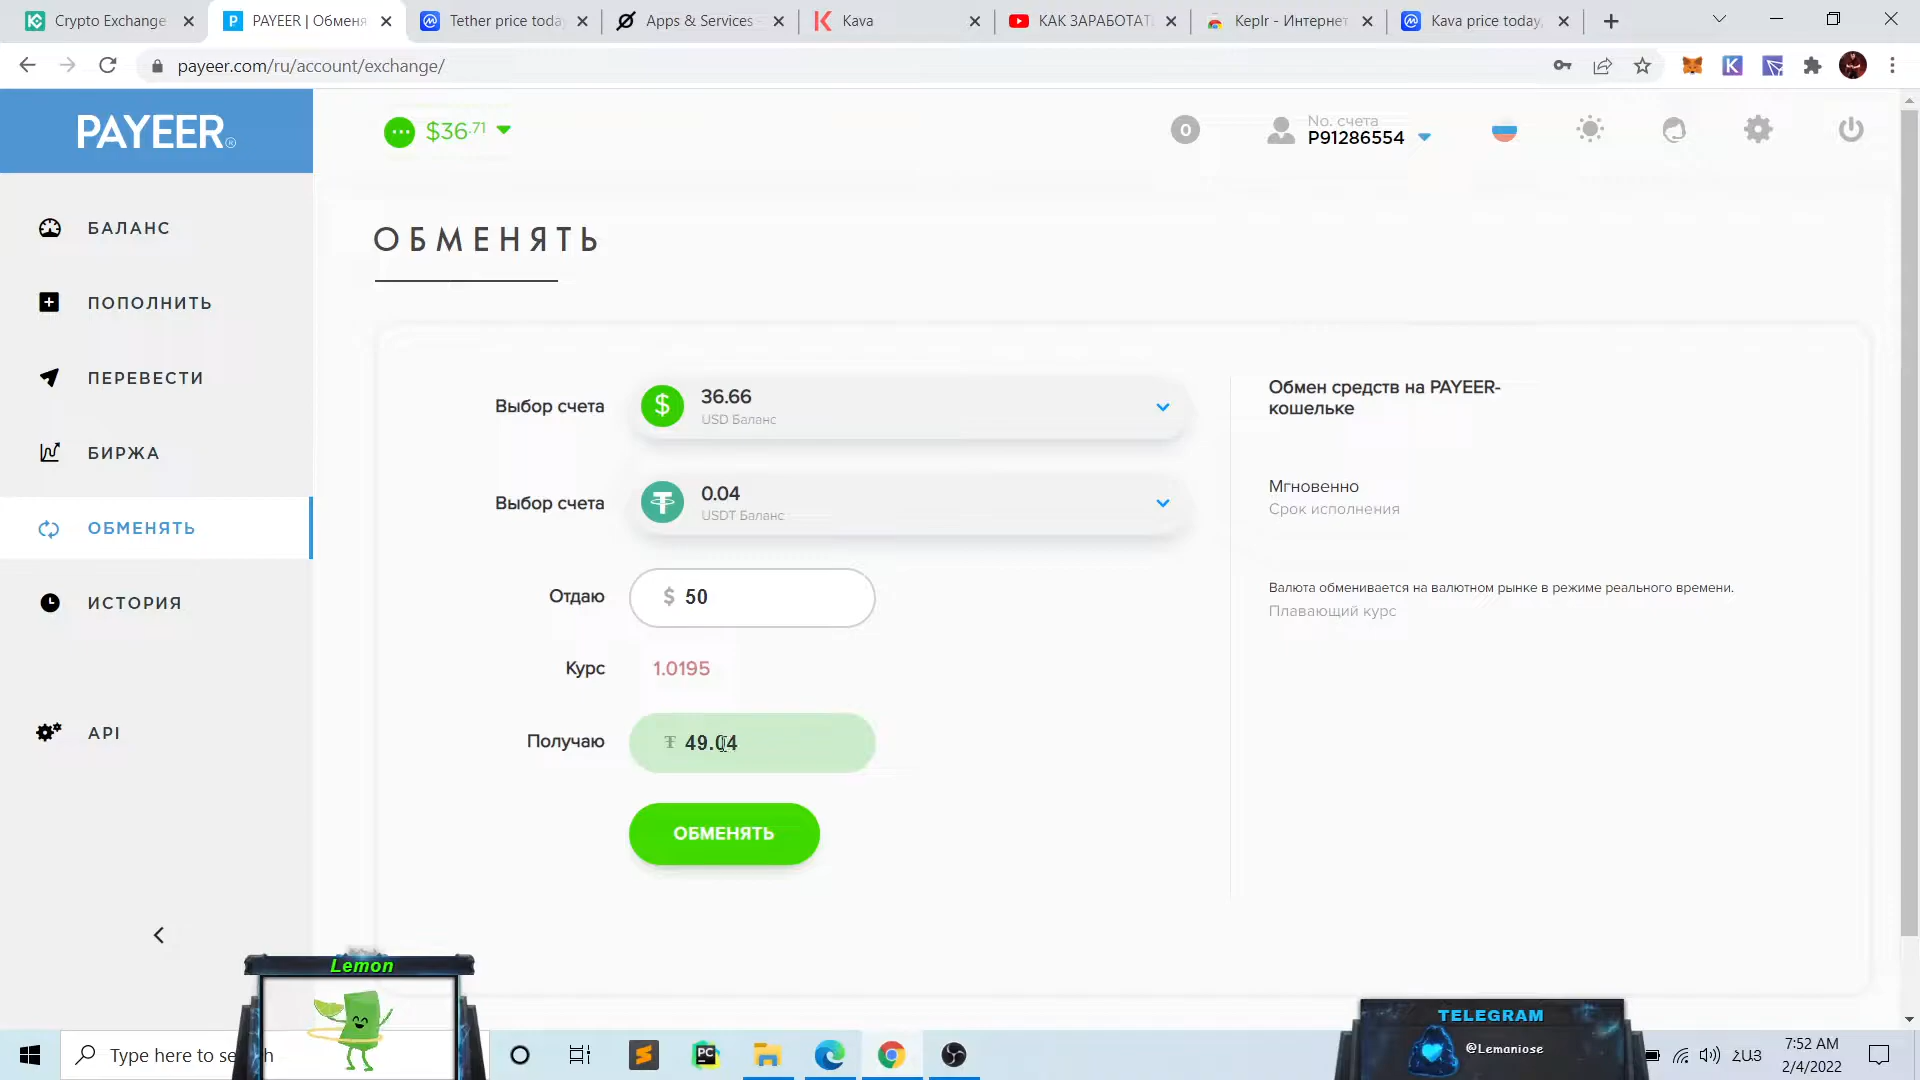 Crypto Exchange
PAYEER | Обменя
Tether price toda
Apps & Services -
Kava
КАК ЗАРАБОТАТ
Keplr - Интернет
Kava price today,
payeer.com/ru/account/exchange/
PAYEER®
$36.71
0
No. счета
P91286554
БАЛАНС
ПОПОЛНИТЬ
ПЕРЕВЕСТИ
БИРЖА
ОБМЕНЯТЬ
ИСТОРИЯ
API
ОБМЕНЯТЬ
Выбор счета
$
36.66
USD Баланс
Выбор счета
0.04
USDT Баланс
Отдаю
$ 50
Курс
1.0195
Получаю
₮ 49.04
ОБМЕНЯТЬ
Обмен средств на PAYEER-
кошельке
Мгновенно
Срок исполнения
Валюта обменивается на валютном рынке в режиме реального времени.
Плавающий курс
Lemon
TELEGRAM
@Lemaniose
Type here to se h
PC
ՀԱՅ
7:52 AM
2/4/2022